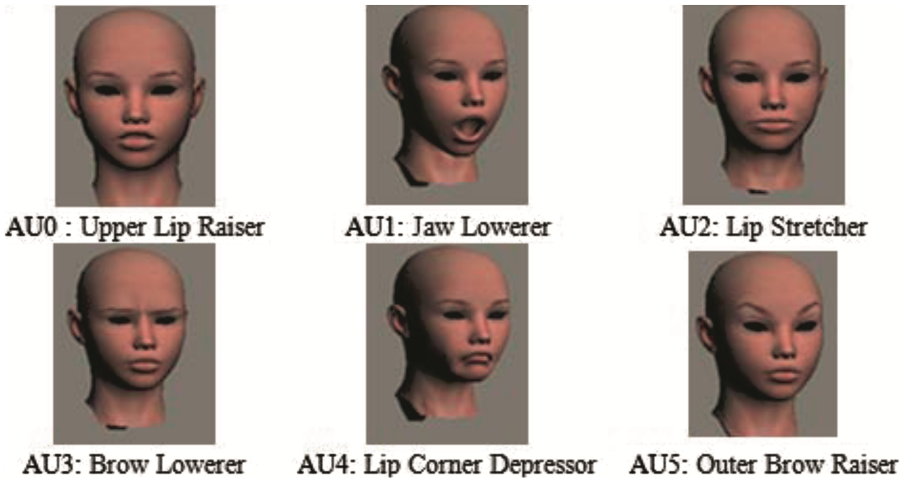 AU0 : Upper Lip Raiser
AU1: Jaw Lowerer
AU2: Lip Stretcher
AU3: Brow Lowerer
AU4: Lip Corner Depressor
AU5: Outer Brow Raiser